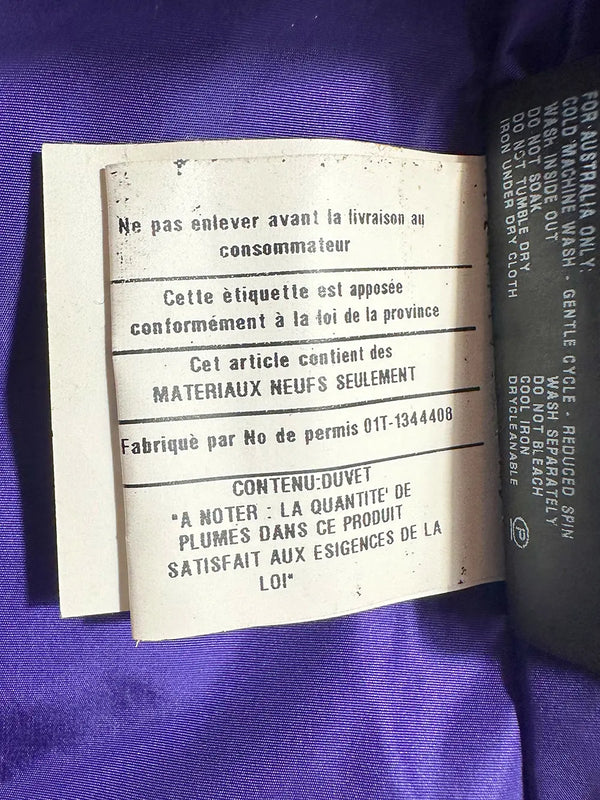 Ne pas enlever avant la livraison au
consommateur
Cette ètiquette est apposée
conformément à la loi de la province
Cet article contient des
MATERIAUX NEUFS SEULEMENT
Fabriquè par No de permis 01T-1344408
CONTENU:DUVET
"A NOTER : LA QUANTITE' DE
PLUMES DANS CE PRODUIT
SATISFAIT AUX ESIGENCES DE LA
LOI"
FOR AUSTRALIA ONLY:
COLD MACHINE WASH - GENTLE CYCLE - REDUCED SPIN
WASH INSIDE OUT WASH SEPARATELY
DO NOT SOAK DO NOT BLEACH
DO NOT TUMBLE DRY COOL IRON
IRON UNDER DRY CLOTH DRYCLEANABLE
P